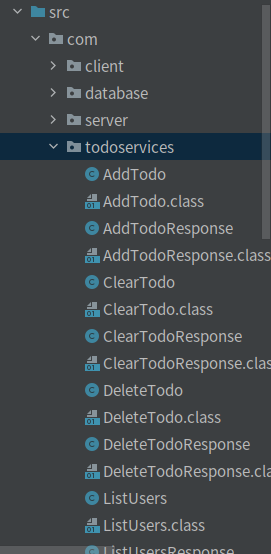 src
com
client
database
server
todoservices
AddTodo
AddTodo.class
AddTodoResponse
AddTodoResponse.class
ClearTodo
ClearTodo.class
ClearTodoResponse
ClearTodoResponse.clas
DeleteTodo
DeleteTodo.class
DeleteTodoResponse
DeleteTodoResponse.cla
ListUsers
ListUsers.class
ListUsersResponse